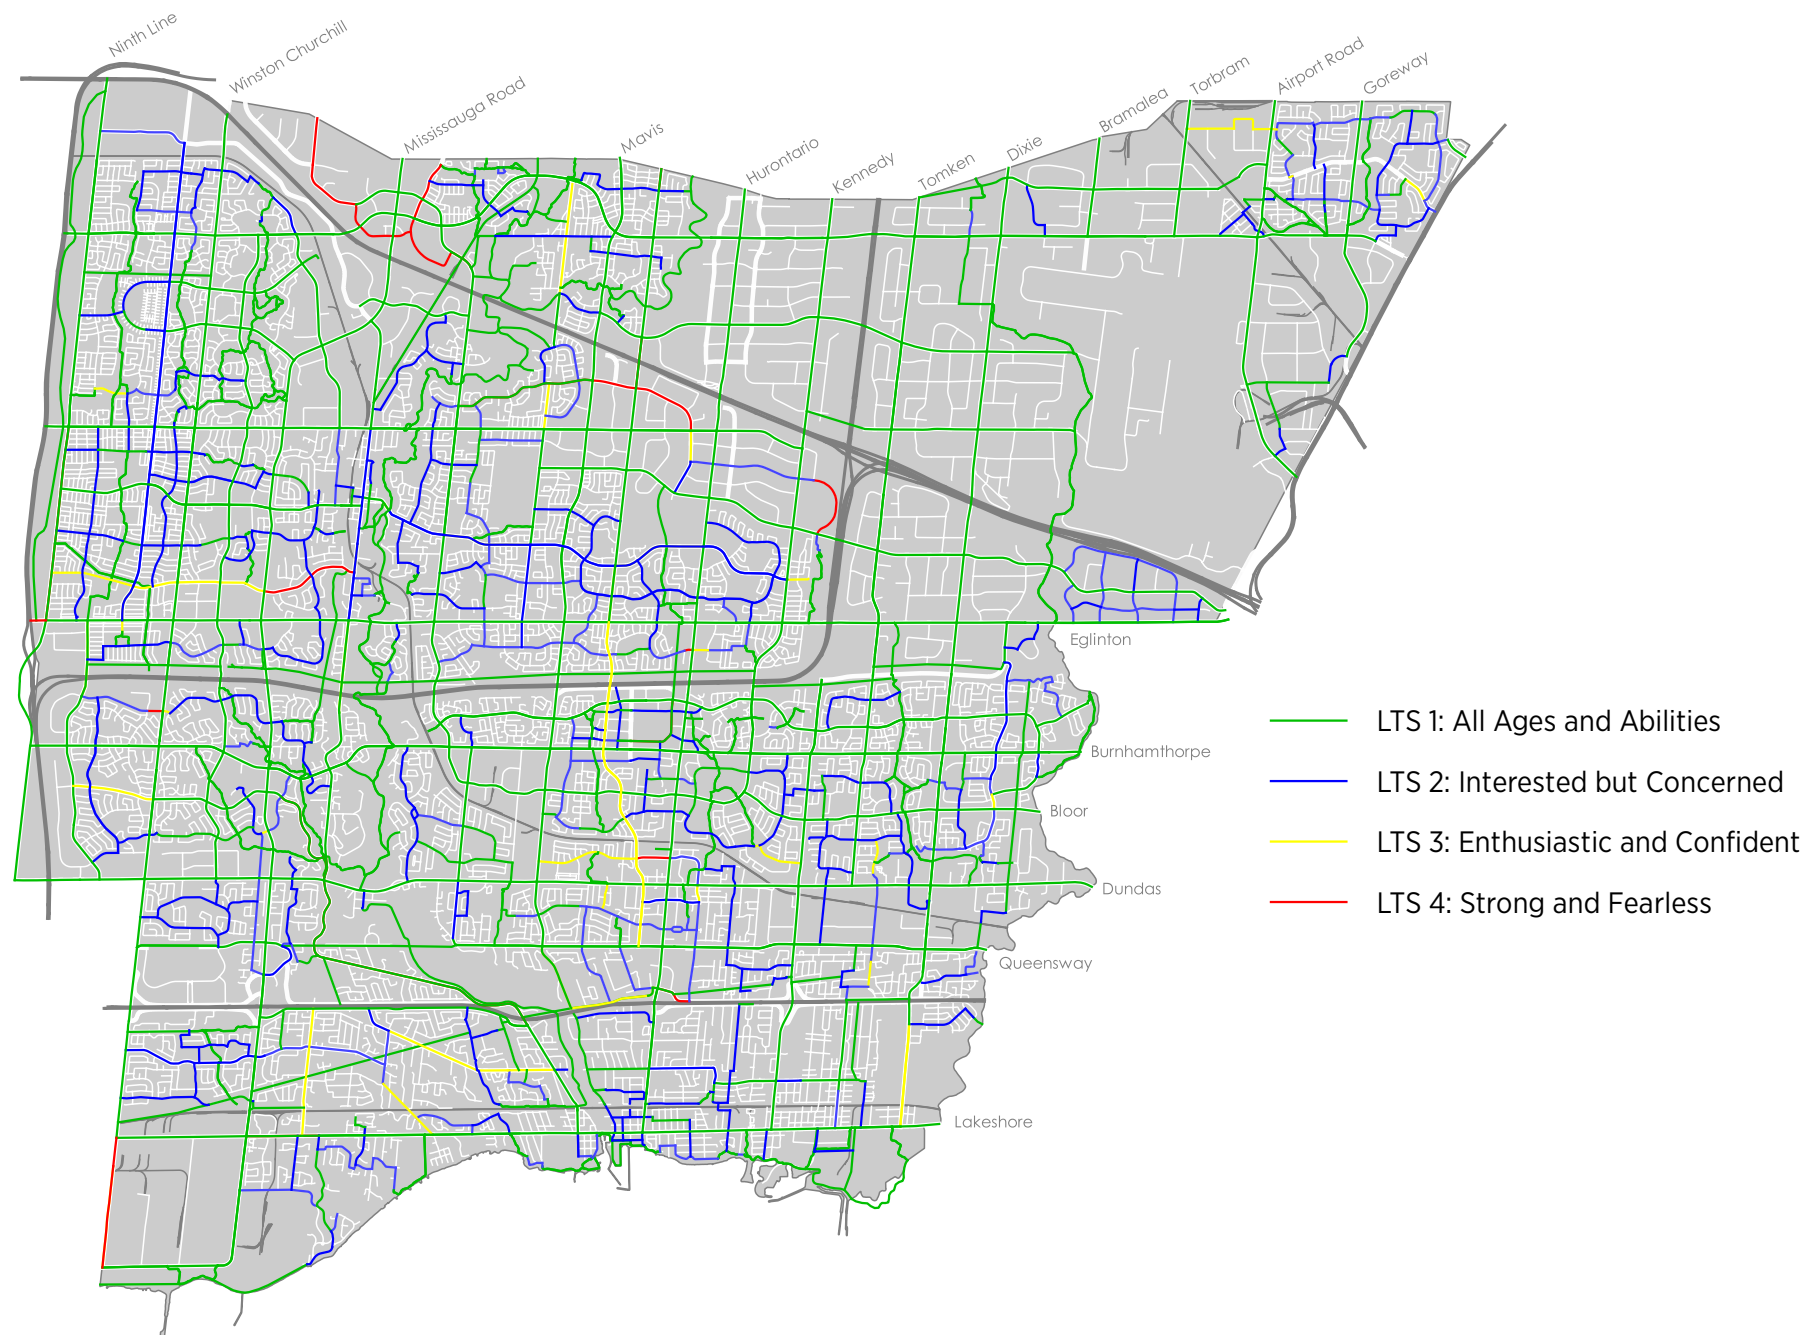 Ninth Line
Winston Churchill
Mississauga Road
Mavis
Hurontario
Kennedy
Tomken
Dixie
Bramalea
Torbram
Airport Road
Goreway
Eglinton
Burnhamthorpe
Bloor
Dundas
Queensway
Lakeshore
LTS 1: All Ages and Abilities
LTS 2: Interested but Concerned
LTS 3: Enthusiastic and Confident
LTS 4: Strong and Fearless